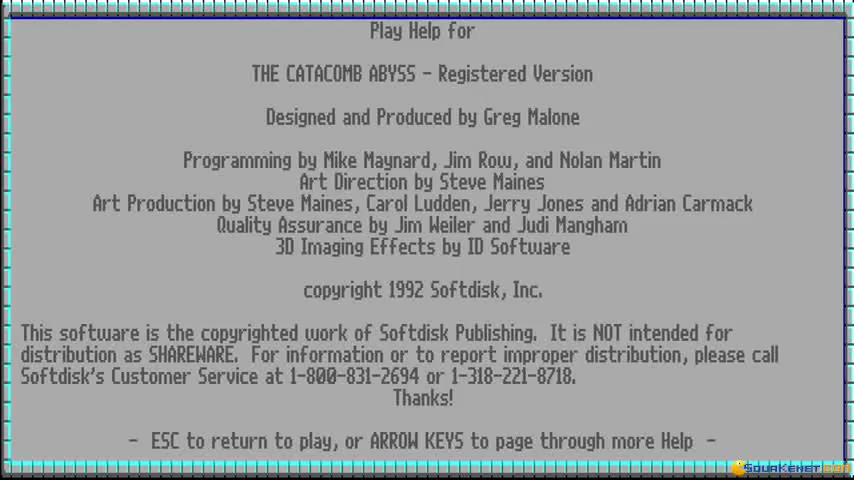 Play Help for
THE CATACOMB ABYSS - Registered Version
Designed and Produced by Greg Malone
Programming by Mike Maynard, Jim Row, and Nolan Martin
Art Direction by Steve Maines
Art Production by Steve Maines, Carol Ludden, Jerry Jones and Adrian Carmack
Quality Assurance by Jim Weiler and Judi Mangham
3D Imaging Effects by ID Software
copyright 1992 Softdisk, Inc.
This software is the copyrighted work of Softdisk Publishing.  It is NOT intended for
distribution as SHAREWARE.  For information or to report improper distribution, please call
Softdisk's Customer Service at 1-800-831-2694 or 1-318-221-8718.
Thanks!
-  ESC to return to play, or ARROW KEYS to page through more Help  -
SquaKenet.com